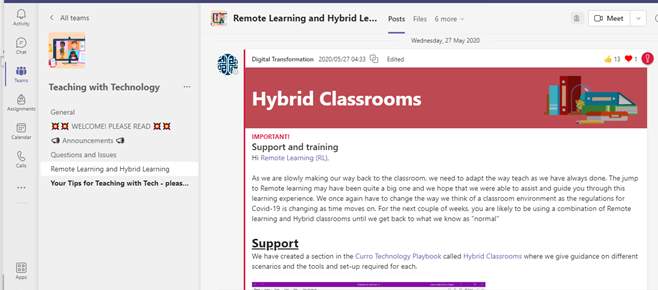 Activity
Chat
Teams
Assignments
Calendar
Calls
Apps
All teams
Teaching with Technology
General
WELCOME! PLEASE READ
Announcements
Questions and Issues
Remote Learning and Hybrid Learning
Your Tips for Teaching with Tech - pleas...
Remote Learning and Hybrid Le...
Posts
Files
6 more
Meet
Wednesday, 27 May 2020
Digital Transformation 2020/05/27 04:33 Edited
13 1
Hybrid Classrooms
IMPORTANT!
Support and training
Hi Remote Learning (RL),
As we are slowly making our way back to the classroom, we need to adapt the way teach as we have always done. The jump
to Remote learning may have been quite a big one and we hope that we were able to assist and guide you through this
learning experience. We once again have to change the way we think of a classroom environment as the regulations for
Covid-19 is changing as time moves on. For the next couple of weeks, you are likely to be using a combination of Remote
learning and Hybrid classrooms until we get back to what we know as "normal"
Support
We have created a section in the Curro Technology Playbook called Hybrid Classrooms where we give guidance on different
scenarios and the tools and set-up required for each.